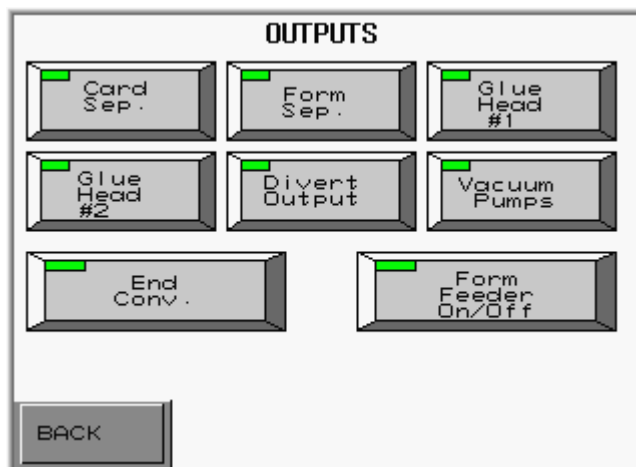 OUTPUTS
Card
Sep.
Form
Sep.
Glue
Head
#1
Glue
Head
#2
Divert
Output
Vacuum
Pumps
End
Conv.
Form
Feeder
On/Off
BACK